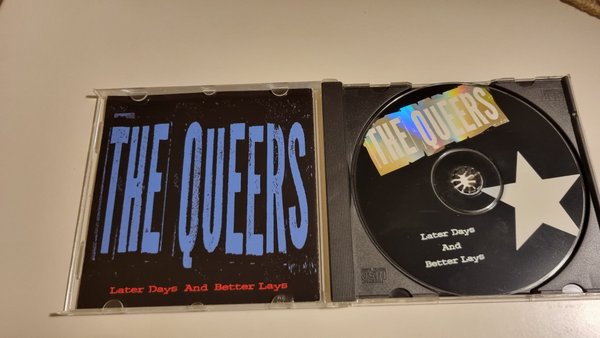 THE QUEERS
Later Days And Better Lays
THE QUEERS
Later Days
And
Better Lays